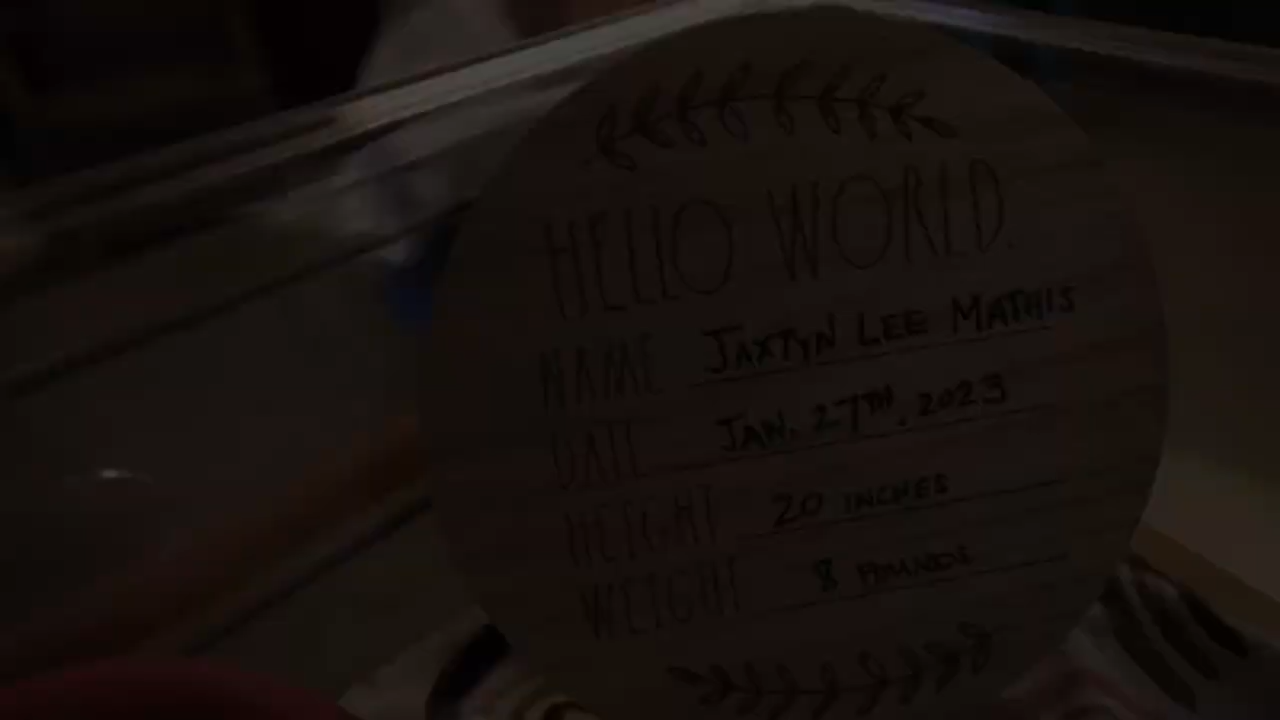 HELLO WORLD.
NAME JAXTYN LEE MATHIS
DATE JAN. 27TH, 2023
HEIGHT 20 INCHES
WEIGHT 8 POUNDS